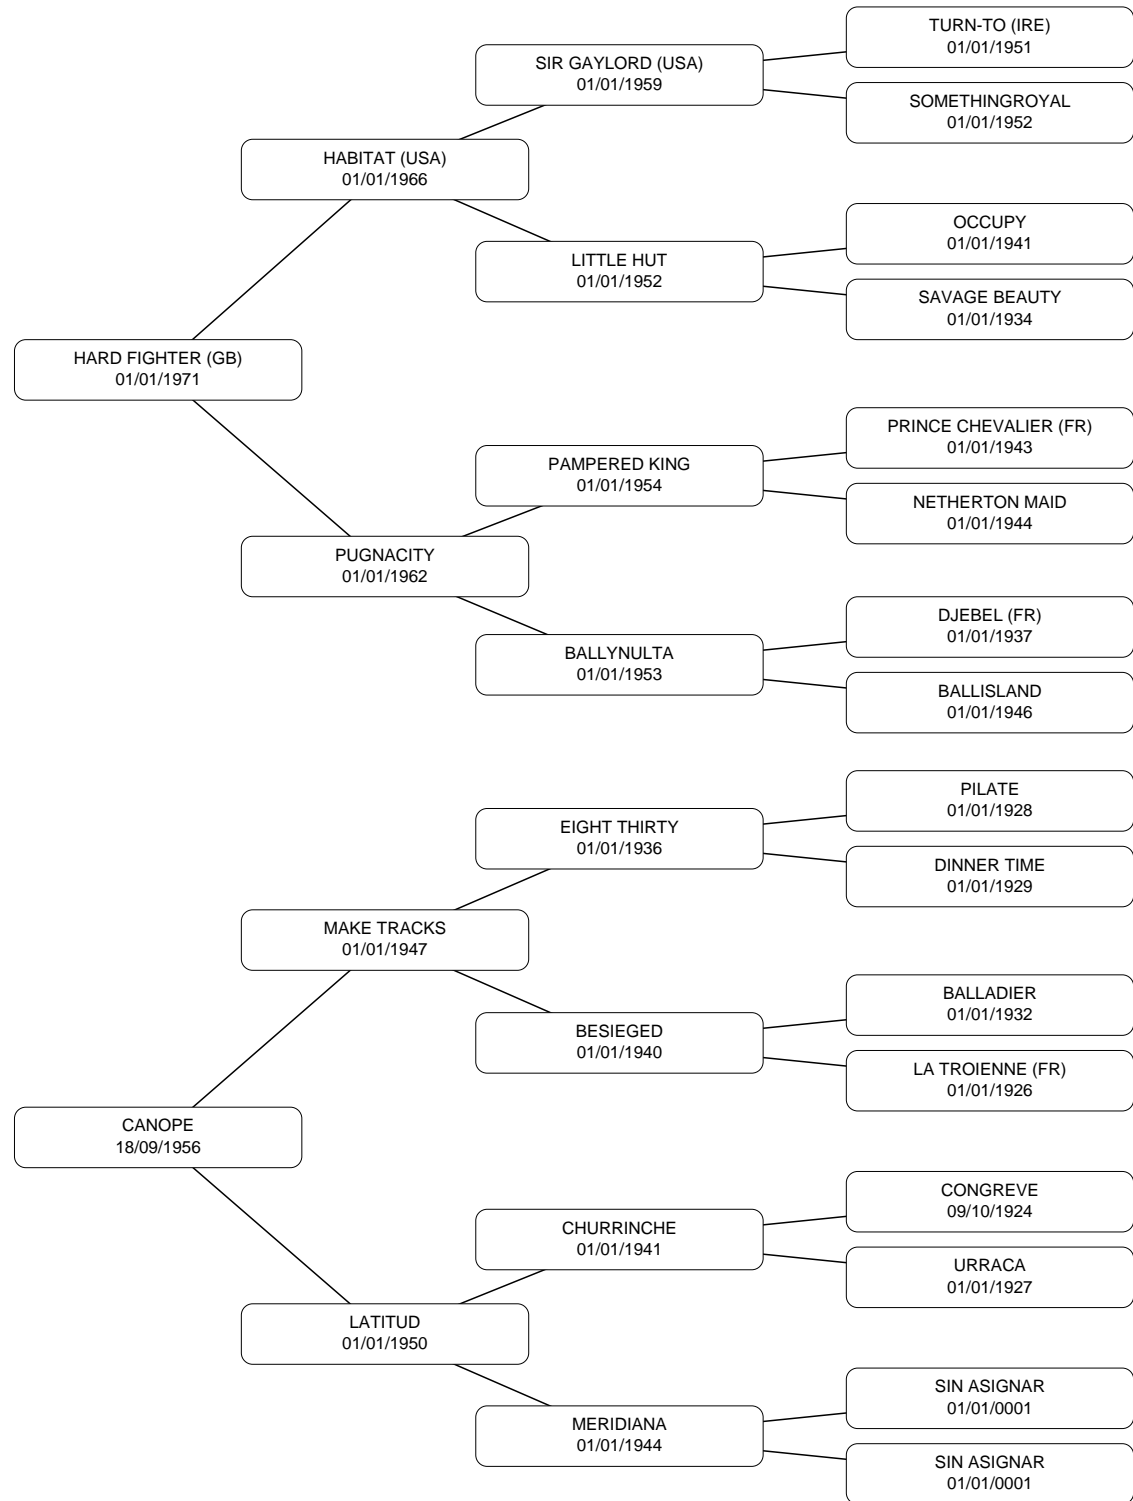 TURN-TO (IRE)
01/01/1951
SIR GAYLORD (USA)
01/01/1959
SOMETHINGROYAL
01/01/1952
HABITAT (USA)
01/01/1966
OCCUPY
01/01/1941
LITTLE HUT
01/01/1952
SAVAGE BEAUTY
01/01/1934
HARD FIGHTER (GB)
01/01/1971
PRINCE CHEVALIER (FR)
01/01/1943
PAMPERED KING
01/01/1954
NETHERTON MAID
01/01/1944
PUGNACITY
01/01/1962
DJEBEL (FR)
01/01/1937
BALLYNULTA
01/01/1953
BALLISLAND
01/01/1946
PILATE
01/01/1928
EIGHT THIRTY
01/01/1936
DINNER TIME
01/01/1929
MAKE TRACKS
01/01/1947
BALLADIER
01/01/1932
BESIEGED
01/01/1940
LA TROIENNE (FR)
01/01/1926
CANOPE
18/09/1956
CONGREVE
09/10/1924
CHURRINCHE
01/01/1941
URRACA
01/01/1927
LATITUD
01/01/1950
SIN ASIGNAR
01/01/0001
MERIDIANA
01/01/1944
SIN ASIGNAR
01/01/0001